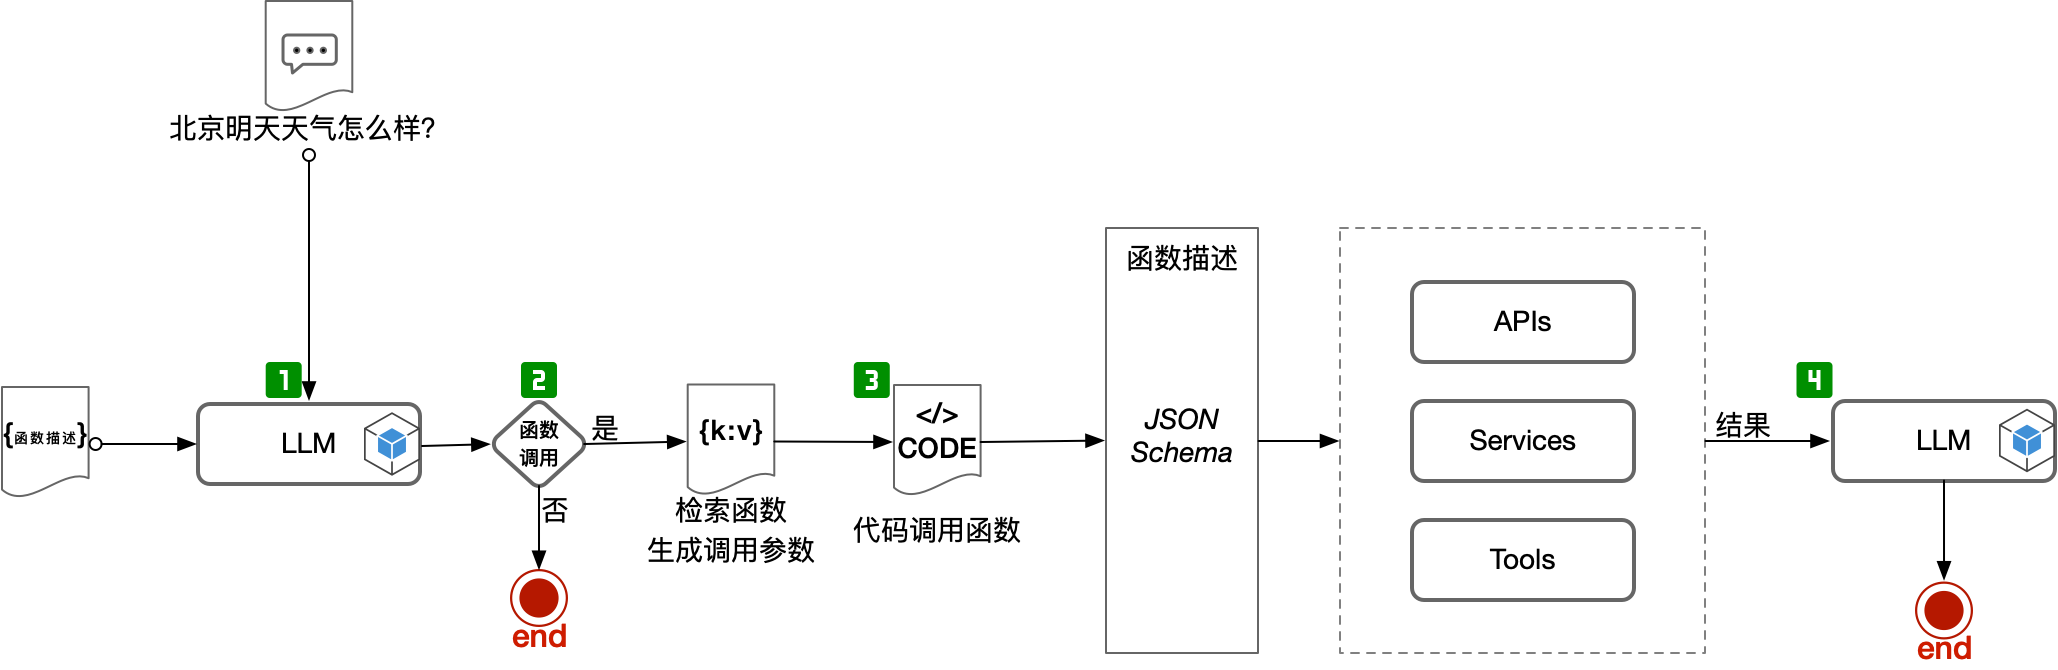 北京明天天气怎么样?
{函数描述}
1
LLM
2
函数
调用
是
否
end
{k:v}
检索函数
生成调用参数
3
</>
CODE
代码调用函数
函数描述
JSON
Schema
APIs
Services
Tools
结果
4
LLM
end